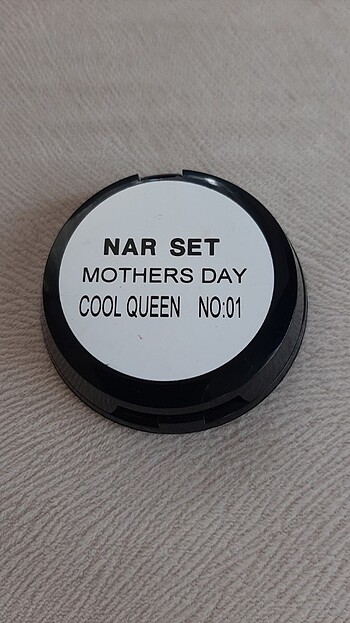 NAR SET
MOTHERS DAY
COOL QUEEN NO:01